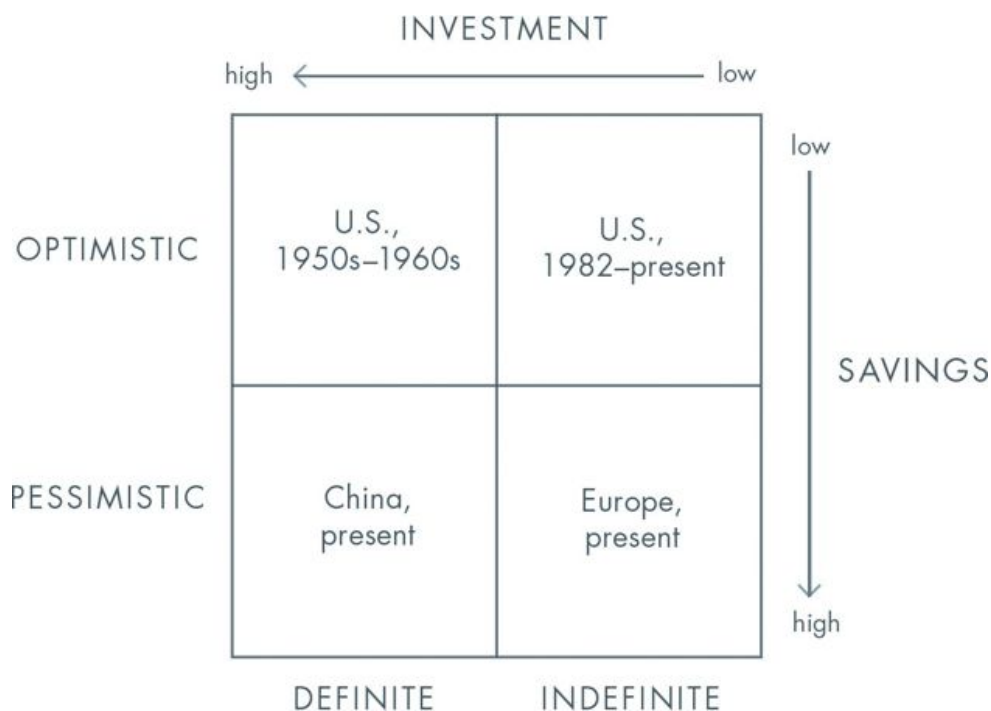 INVESTMENT
high
low
low
OPTIMISTIC
U.S.,
1950s–1960s
U.S.,
1982–present
SAVINGS
PESSIMISTIC
China,
present
Europe,
present
high
DEFINITE
INDEFINITE